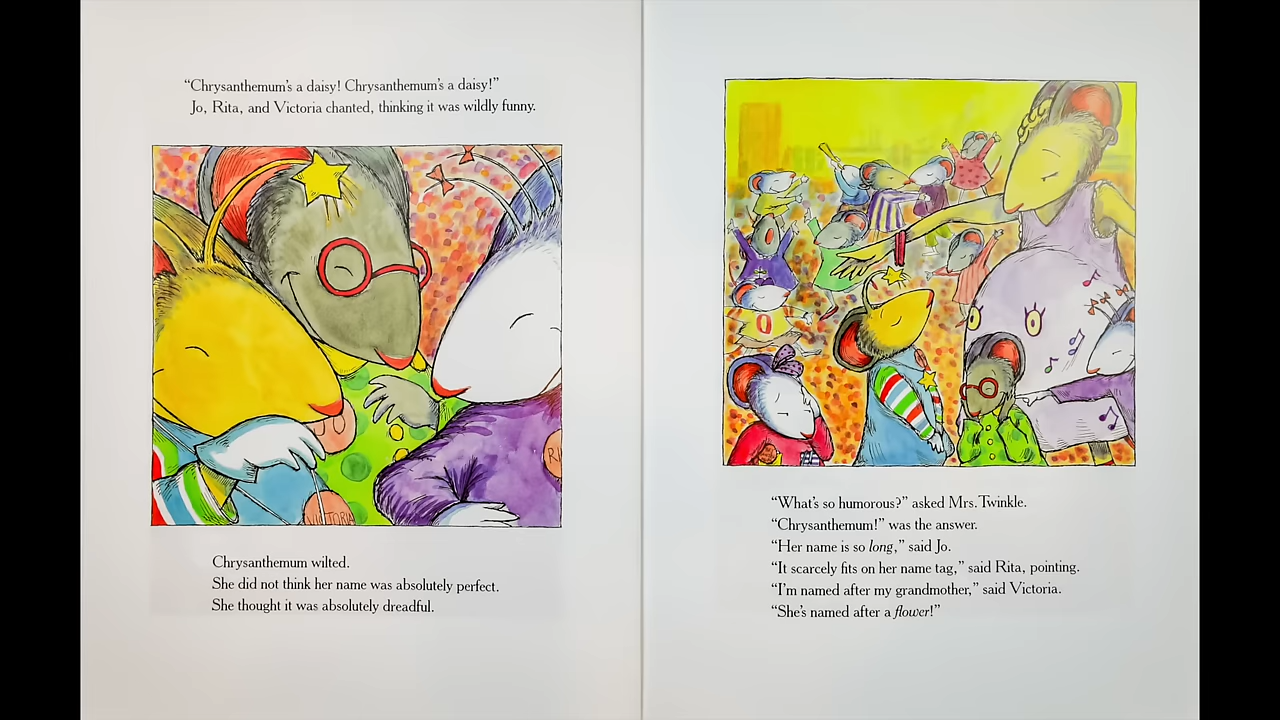 “Chrysanthemum’s a daisy! Chrysanthemum’s a daisy!”
Jo, Rita, and Victoria chanted, thinking it was wildly funny.
VICTORIA
Chrysanthemum wilted.
She did not think her name was absolutely perfect.
She thought it was absolutely dreadful.
“What’s so humorous?” asked Mrs. Twinkle.
“Chrysanthemum!” was the answer.
“Her name is so long,” said Jo.
“It scarcely fits on her name tag,” said Rita, pointing.
“I’m named after my grandmother,” said Victoria.
“She’s named after a flower!”